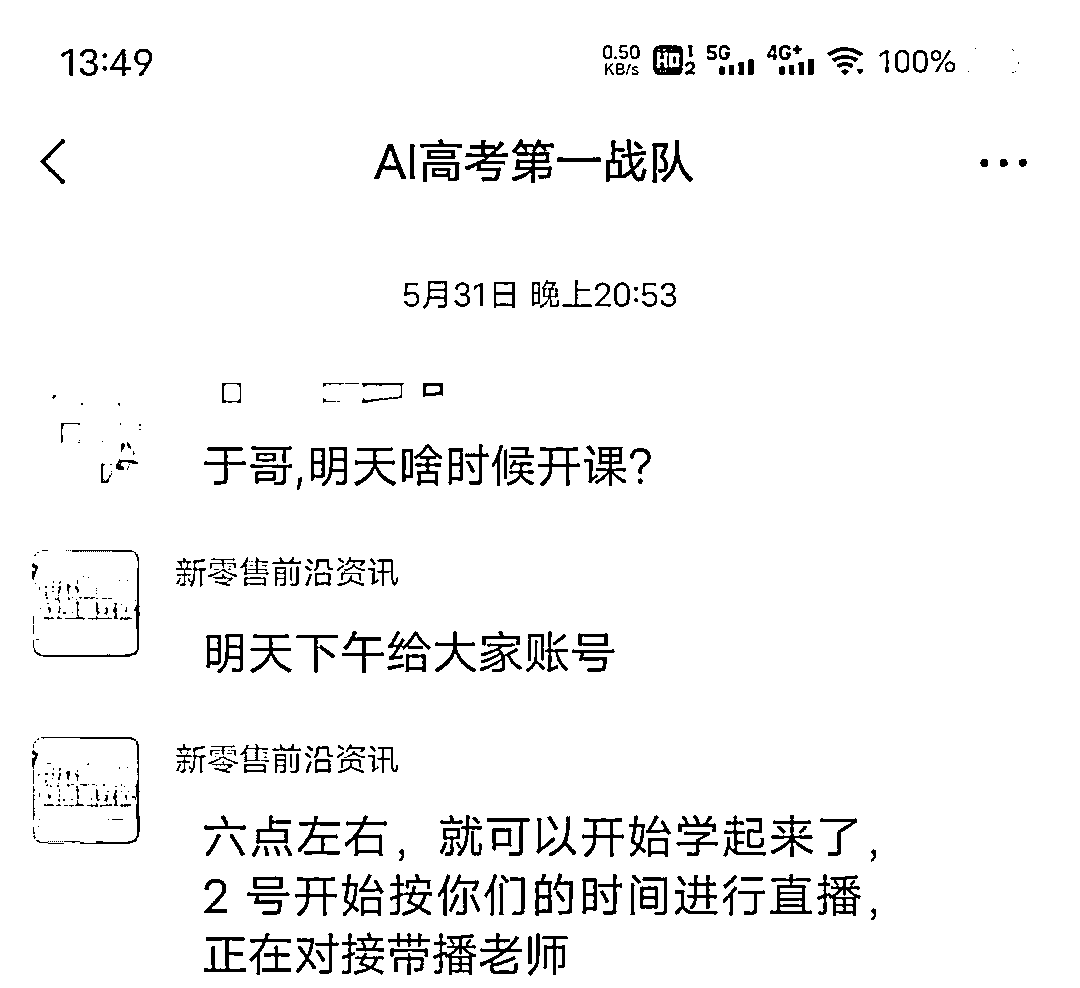 13:49
0.50 KB/s HD 1 2 5G 4G+ 100%
AI高考第一战队
5月31日 晚上20:53
于哥,明天啥时候开课?
新零售前沿资讯
明天下午给大家账号
新零售前沿资讯
六点左右，就可以开始学起来了，
2 号开始按你们的时间进行直播，
正在对接带播老师